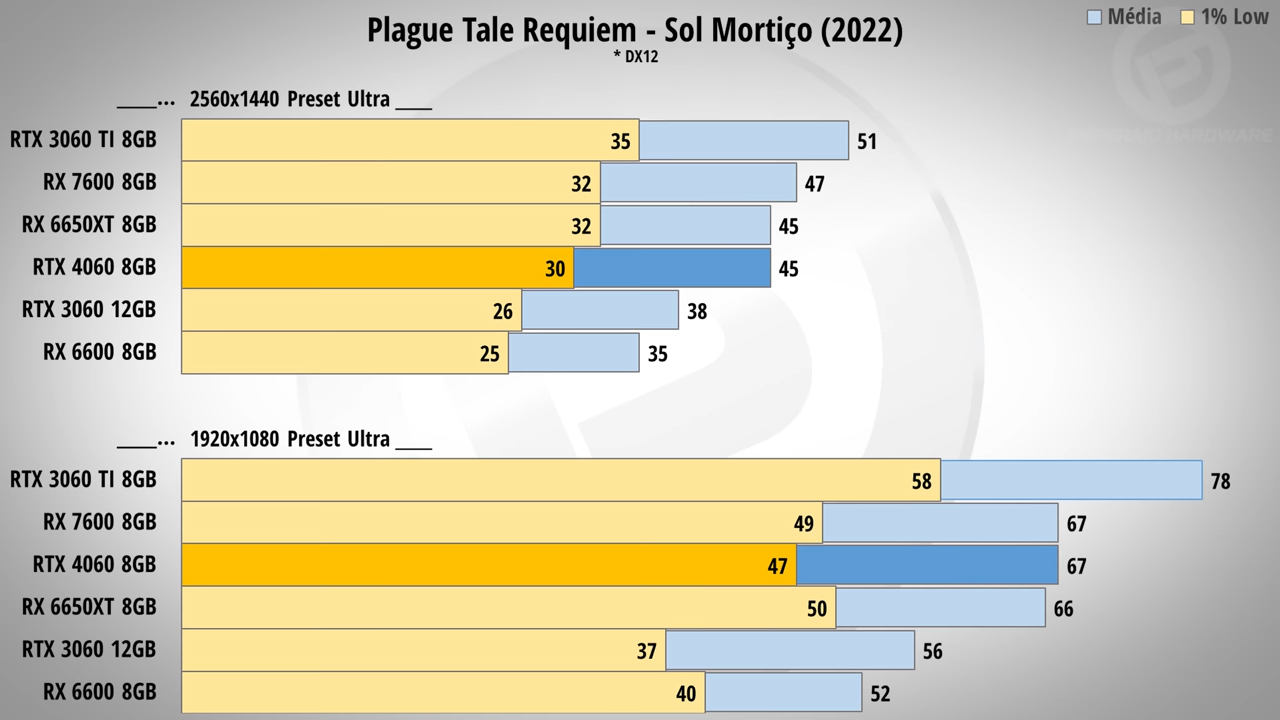 Plague Tale Requiem - Sol Mortiço (2022)
* DX12
Média 1% Low
____... 2560x1440 Preset Ultra ____
RTX 3060 TI 8GB 35 51
RX 7600 8GB 32 47
RX 6650XT 8GB 32 45
RTX 4060 8GB 30 45
RTX 3060 12GB 26 38
RX 6600 8GB 25 35
____... 1920x1080 Preset Ultra ____
RTX 3060 TI 8GB 58 78
RX 7600 8GB 49 67
RTX 4060 8GB 47 67
RX 6650XT 8GB 50 66
RTX 3060 12GB 37 56
RX 6600 8GB 40 52